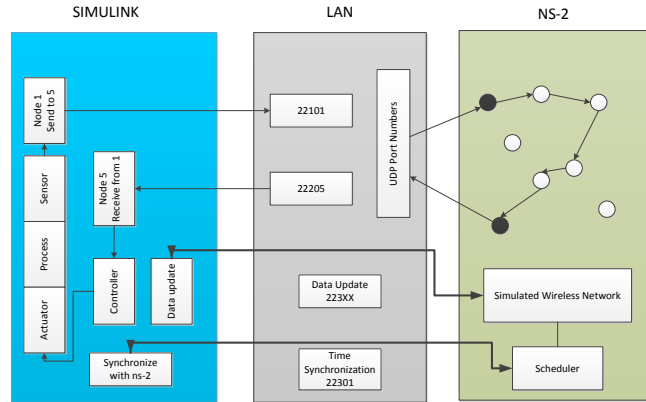 SIMULINK
LAN
NS-2
Node 1
Send to 5
Sensor
Process
Actuator
Node 5
Receive from 1
Controller
Data update
Synchronize
with ns-2
22101
22205
UDP Port Numbers
Data Update
223XX
Time
Synchronization
22301
Simulated Wireless Network
Scheduler